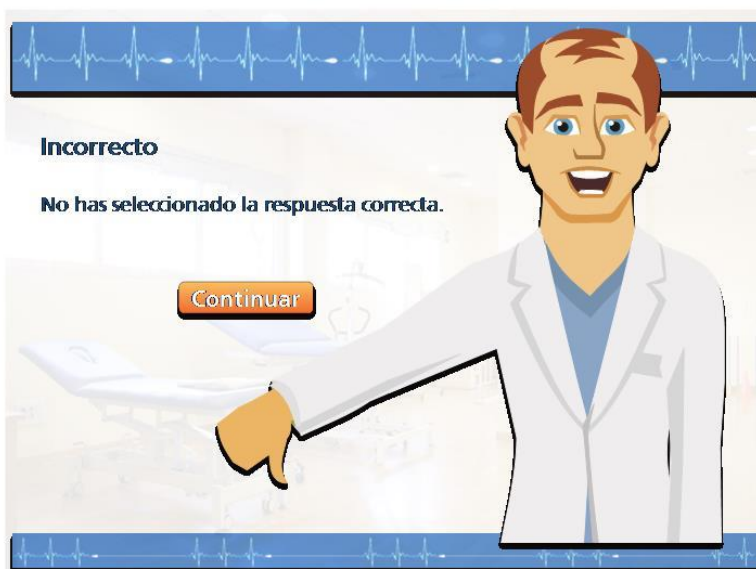 Incorrecto
No has seleccionado la respuesta correcta.
Continuar